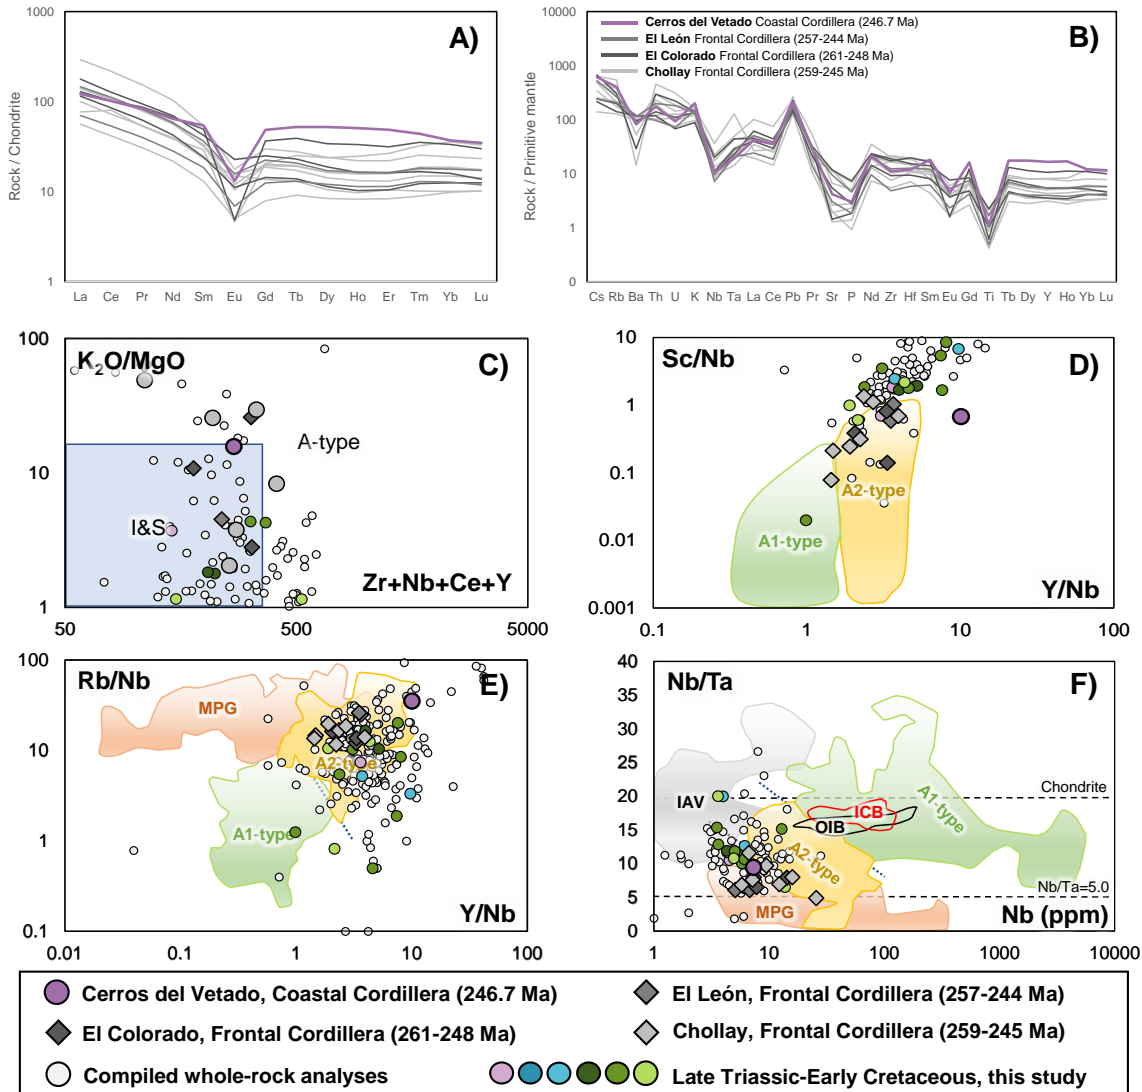 A)
Rock / Chondrite
1000
100
10
1
La Ce Pr Nd Sm Eu Gd Tb Dy Ho Er Tm Yb Lu
B)
Cerros del Vetado Coastal Cordillera (246.7 Ma)
El León Frontal Cordillera (257-244 Ma)
El Colorado Frontal Cordillera (261-248 Ma)
Chollay Frontal Cordillera (259-245 Ma)
Rock / Primitive mantle
10000
1000
100
10
1
0
Cs Rb Ba Th U K Nb Ta La Ce Pb Pr Sr P Nd Zr Hf Sm Eu Gd Ti Tb Dy Y Ho Yb Lu
K2O/MgO
C)
A-type
I&S
Zr+Nb+Ce+Y
100
10
1
50 500 5000
Sc/Nb
D)
A2-type
A1-type
Y/Nb
10
1
0.1
0.01
0.001
0.1 1 10 100
Rb/Nb
E)
MPG
A2-type
A1-type
Y/Nb
100
10
1
0.1
0.01 0.1 1 10 100
Nb/Ta
F)
Chondrite
IAV
ICB
OIB
A1-type
A2-type
Nb/Ta=5.0
MPG
Nb (ppm)
40
35
30
25
20
15
10
5
0
1 10 100 1000 10000
Cerros del Vetado, Coastal Cordillera (246.7 Ma)
El León, Frontal Cordillera (257-244 Ma)
El Colorado, Frontal Cordillera (261-248 Ma)
Chollay, Frontal Cordillera (259-245 Ma)
Compiled whole-rock analyses
Late Triassic-Early Cretaceous, this study